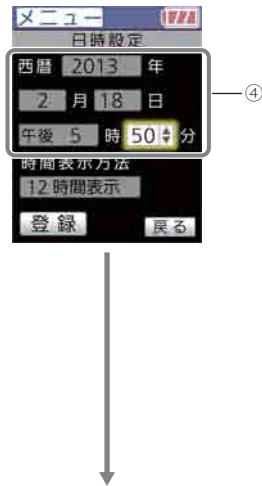 メニュー
日時設定
西暦 2013 年
2 月 18 日
午後 5 時 50 分
④
時間表示方法
12時間表示
登録 戻る